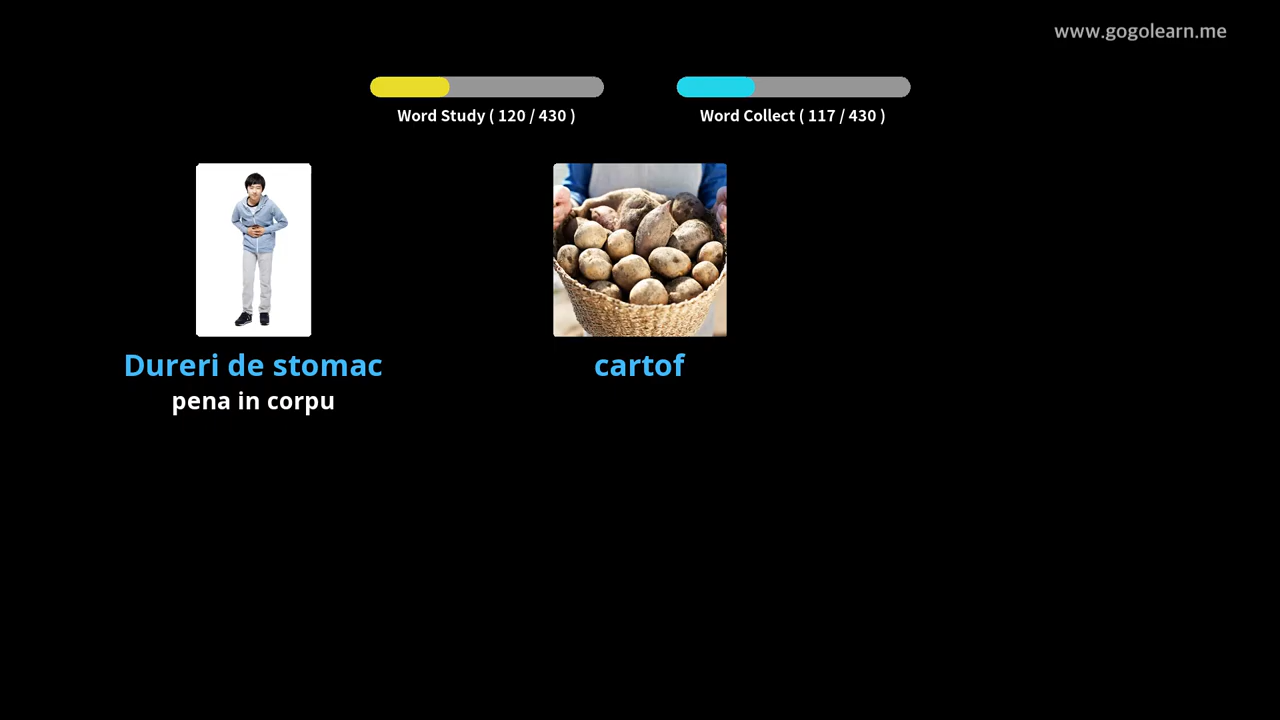 www.gogolearn.me
Word Study ( 120 / 430 )
Word Collect ( 117 / 430 )
Dureri de stomac
pena in corpu
cartof